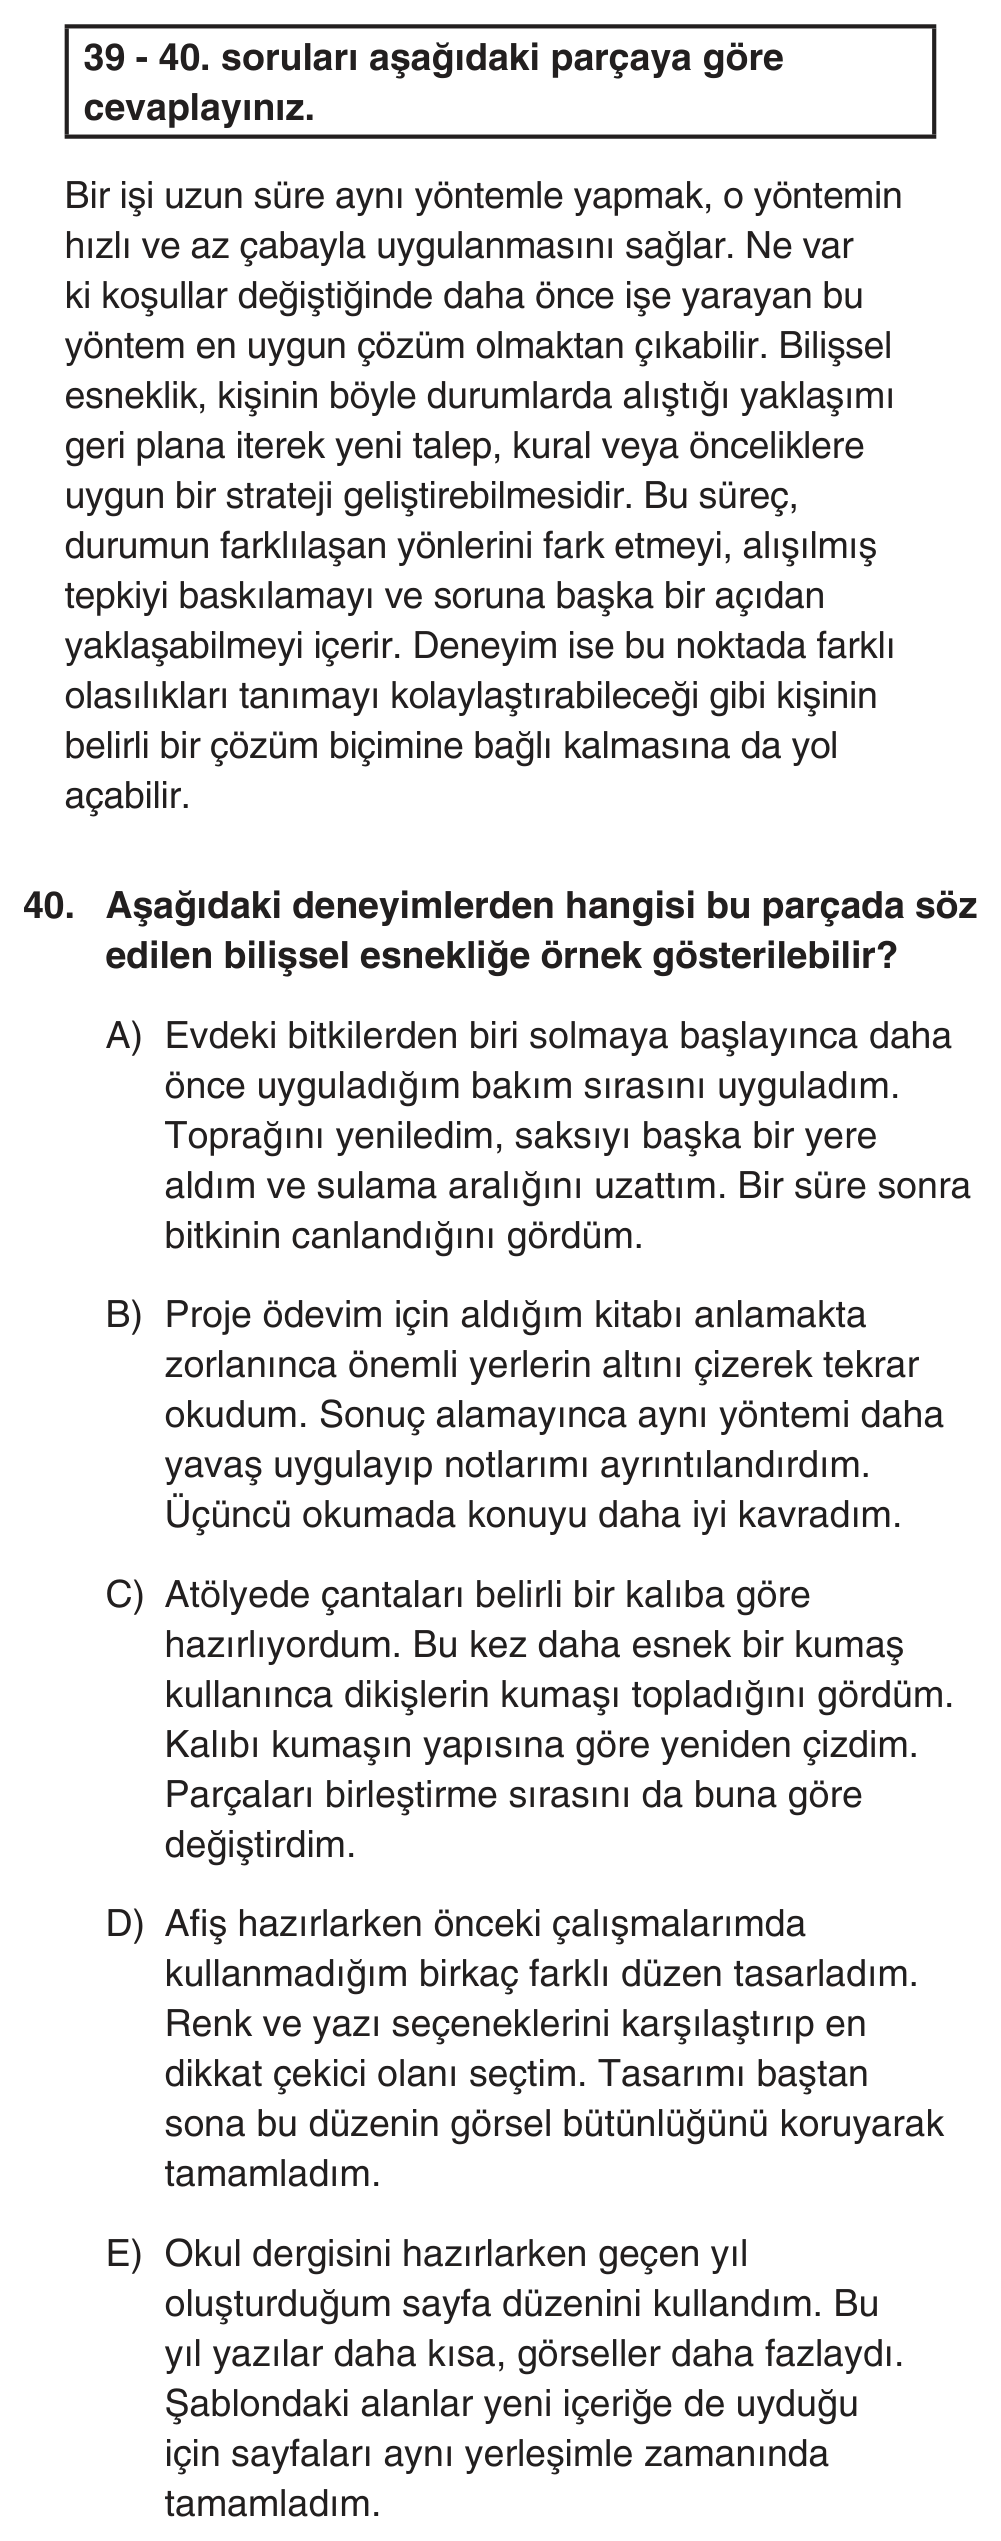 39 - 40. soruları aşağıdaki parçaya göre
cevaplayınız.
Bir işi uzun süre aynı yöntemle yapmak, o yöntemin
hızlı ve az çabayla uygulanmasını sağlar. Ne var
ki koşullar değiştiğinde daha önce işe yarayan bu
yöntem en uygun çözüm olmaktan çıkabilir. Bilişsel
esneklik, kişinin böyle durumlarda alıştığı yaklaşımı
geri plana iterek yeni talep, kural veya önceliklere
uygun bir strateji geliştirebilmesidir. Bu süreç,
durumun farklılaşan yönlerini fark etmeyi, alışılmış
tepkiyi baskılamayı ve soruna başka bir açıdan
yaklaşabilmeyi içerir. Deneyim ise bu noktada farklı
olasılıkları tanımayı kolaylaştırabileceği gibi kişinin
belirli bir çözüm biçimine bağlı kalmasına da yol
açabilir.
40. Aşağıdaki deneyimlerden hangisi bu parçada söz
edilen bilişsel esnekliğe örnek gösterilebilir?
A) Evdeki bitkilerden biri solmaya başlayınca daha
önce uyguladığım bakım sırasını uyguladım.
Toprağını yeniledim, saksıyı başka bir yere
aldım ve sulama aralığını uzattım. Bir süre sonra
bitkinin canlandığını gördüm.
B) Proje ödevim için aldığım kitabı anlamakta
zorlanınca önemli yerlerin altını çizerek tekrar
okudum. Sonuç alamayınca aynı yöntemi daha
yavaş uygulayıp notlarımı ayrıntılandırdım.
Üçüncü okumada konuyu daha iyi kavradım.
C) Atölyede çantaları belirli bir kalıba göre
hazırlıyordum. Bu kez daha esnek bir kumaş
kullanınca dikişlerin kumaşı topladığını gördüm.
Kalıbı kumaşın yapısına göre yeniden çizdim.
Parçaları birleştirme sırasını da buna göre
değiştirdim.
D) Afiş hazırlarken önceki çalışmalarımda
kullanmadığım birkaç farklı düzen tasarladım.
Renk ve yazı seçeneklerini karşılaştırıp en
dikkat çekici olanı seçtim. Tasarımı baştan
sona bu düzenin görsel bütünlüğünü koruyarak
tamamladım.
E) Okul dergisini hazırlarken geçen yıl
oluşturduğum sayfa düzenini kullandım. Bu
yıl yazılar daha kısa, görseller daha fazlaydı.
Şablondaki alanlar yeni içeriğe de uyduğu
için sayfaları aynı yerleşimle zamanında
tamamladım.